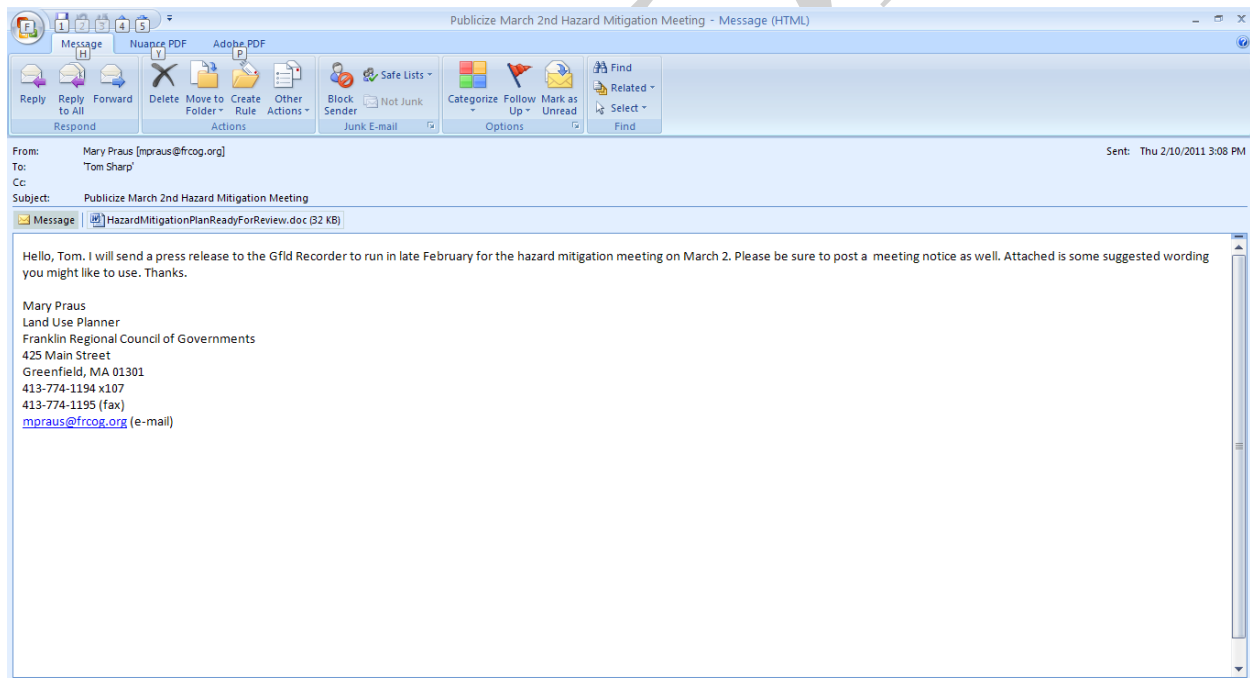 Publicize March 2nd Hazard Mitigation Meeting - Message (HTML)
1 2 3 4 5
Message Nuance PDF Adobe PDF
H Y P
Reply Reply to All Forward Delete Move to Folder Create Rule Other Actions Block Sender Safe Lists Not Junk Categorize Follow Up Mark as Unread Find Related Select
Respond Actions Junk E-mail Options Find
From: Mary Praus [mpraus@frcog.org] Sent: Thu 2/10/2011 3:08 PM
To: 'Tom Sharp'
Cc:
Subject: Publicize March 2nd Hazard Mitigation Meeting
Message HazardMitigationPlanReadyForReview.doc (32 KB)
Hello, Tom. I will send a press release to the Gfld Recorder to run in late February for the hazard mitigation meeting on March 2. Please be sure to post a meeting notice as well. Attached is some suggested wording
you might like to use. Thanks.
Mary Praus
Land Use Planner
Franklin Regional Council of Governments
425 Main Street
Greenfield, MA 01301
413-774-1194 x107
413-774-1195 (fax)
mpraus@frcog.org (e-mail)